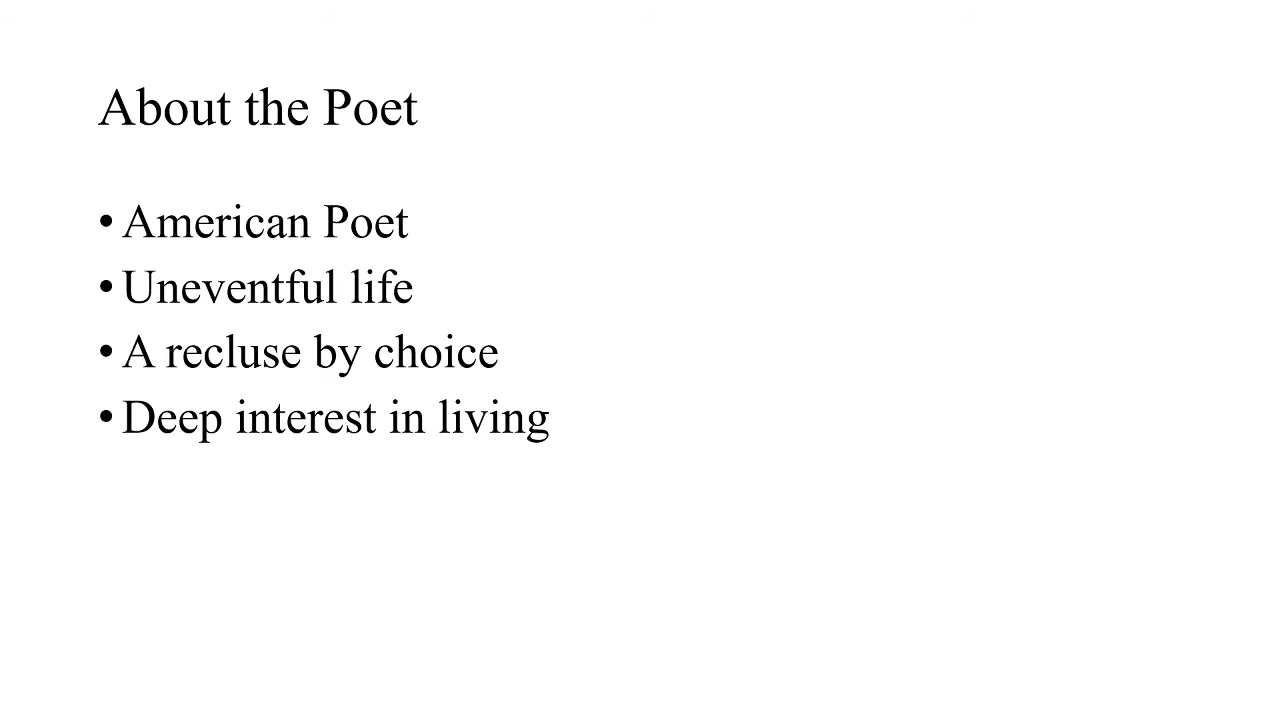 About the Poet
• American Poet
• Uneventful life
• A recluse by choice
• Deep interest in living